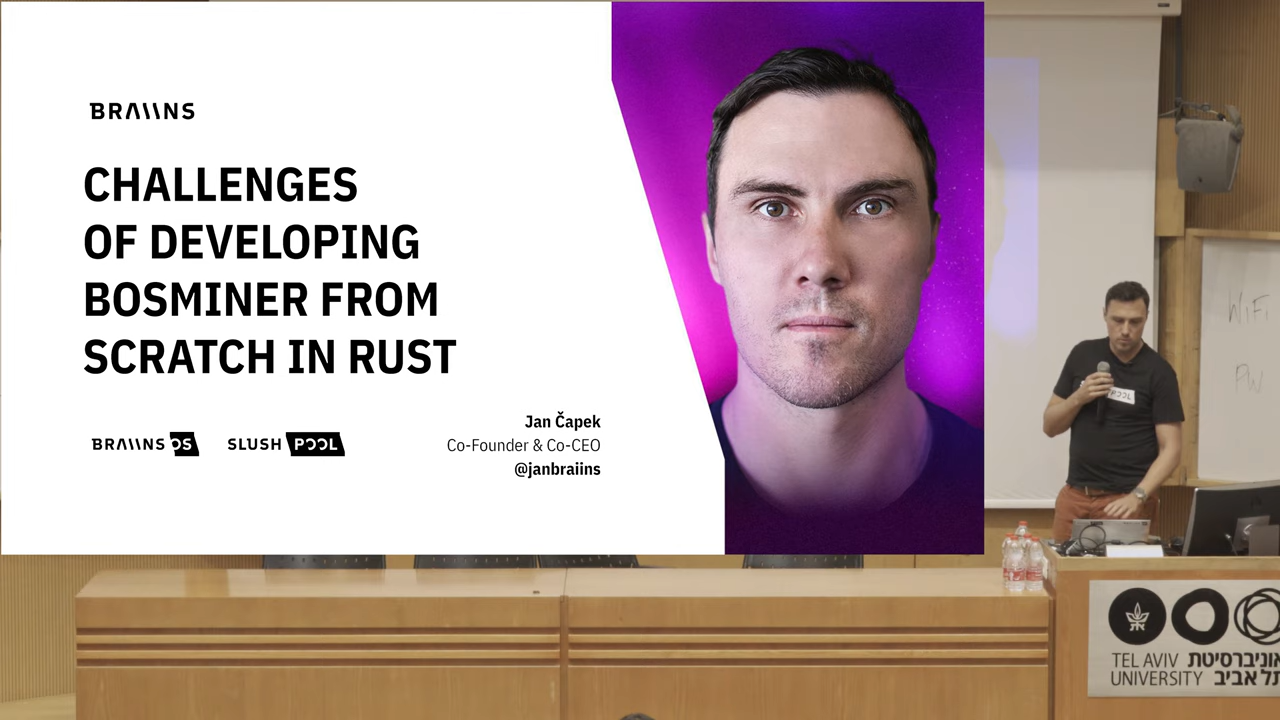 BRAIINS
CHALLENGES
OF DEVELOPING
BOSMINER FROM
SCRATCH IN RUST
Jan Čapek
Co-Founder & Co-CEO
@janbraiins
BRAIINS OS
SLUSH POOL
POOL
WiFi
PW
TEL AVIV
UNIVERSITY
אוניברסיטת
תל אביב